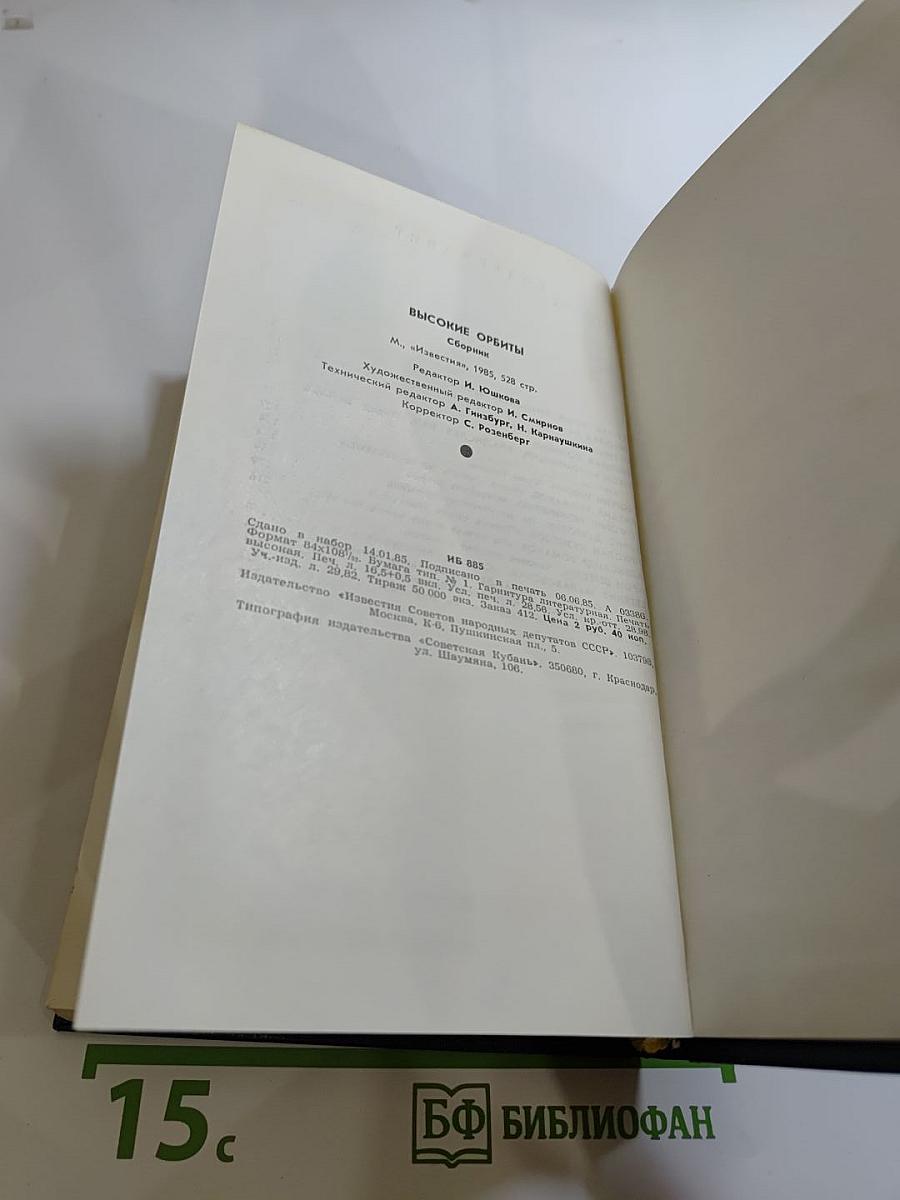 ВЫСОКИЕ ОРБИТЫ
Сборник
М., «Известия», 1985, 528 стр.
Редактор И. Юшкова
Художественный редактор И. Смирнов
Технический редактор А. Гинзбург, Н. Карнаушкина
Корректор С. Розенберг
ИБ 885
Сдано в набор 14.01.85. Подписано в печать 06.06.85. А 03386.
Формат 84х108¹/₃₂. Бумага тип. № 1. Гарнитура литературная. Печать
высокая. Печ. л. 16,5+0,5 вкл. Усл. печ. л. 28,56. Усл. кр.-отт. 28,98.
Уч.-изд. л. 29,82. Тираж 50 000 экз. Заказ 412. Цена 2 руб. 40 коп.
Издательство «Известия Советов народных депутатов СССР». 103798,
Москва, К-6, Пушкинская пл., 5.
Типография издательства «Советская Кубань». 350680, г. Краснодар,
ул. Шаумяна, 106.
15 с
БФ БИБЛИОФАН